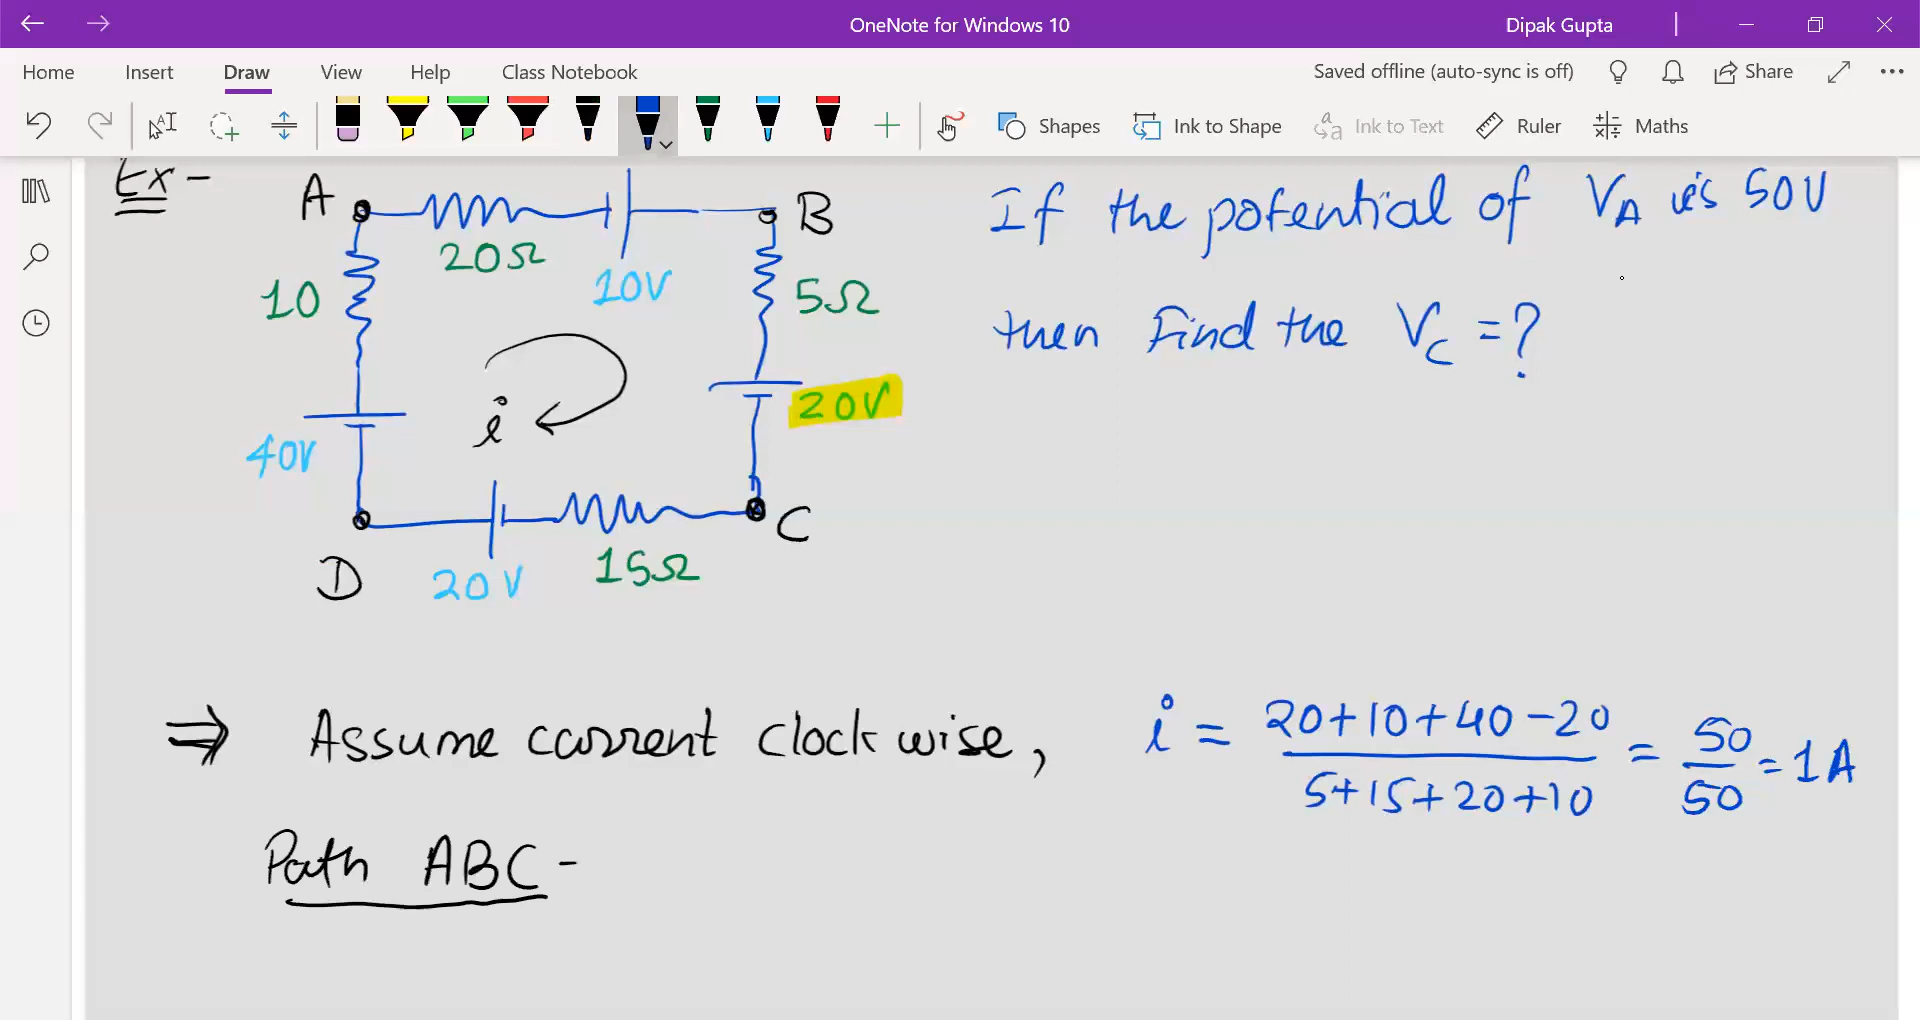 OneNote for Windows 10
Dipak Gupta
Home Insert Draw View Help Class Notebook
Saved offline (auto-sync is off) Share
Shapes Ink to Shape Ink to Text Ruler Maths
Ex-
A
B
20Ω
10V
10
5Ω
i
40V
20V
C
D
20V
15Ω
If the potential of VA is 50V
then Find the VC = ?
⇒ Assume current clockwise, i = 20+10+40-20 / 5+15+20+10 = 50/50 = 1A
Path ABC -